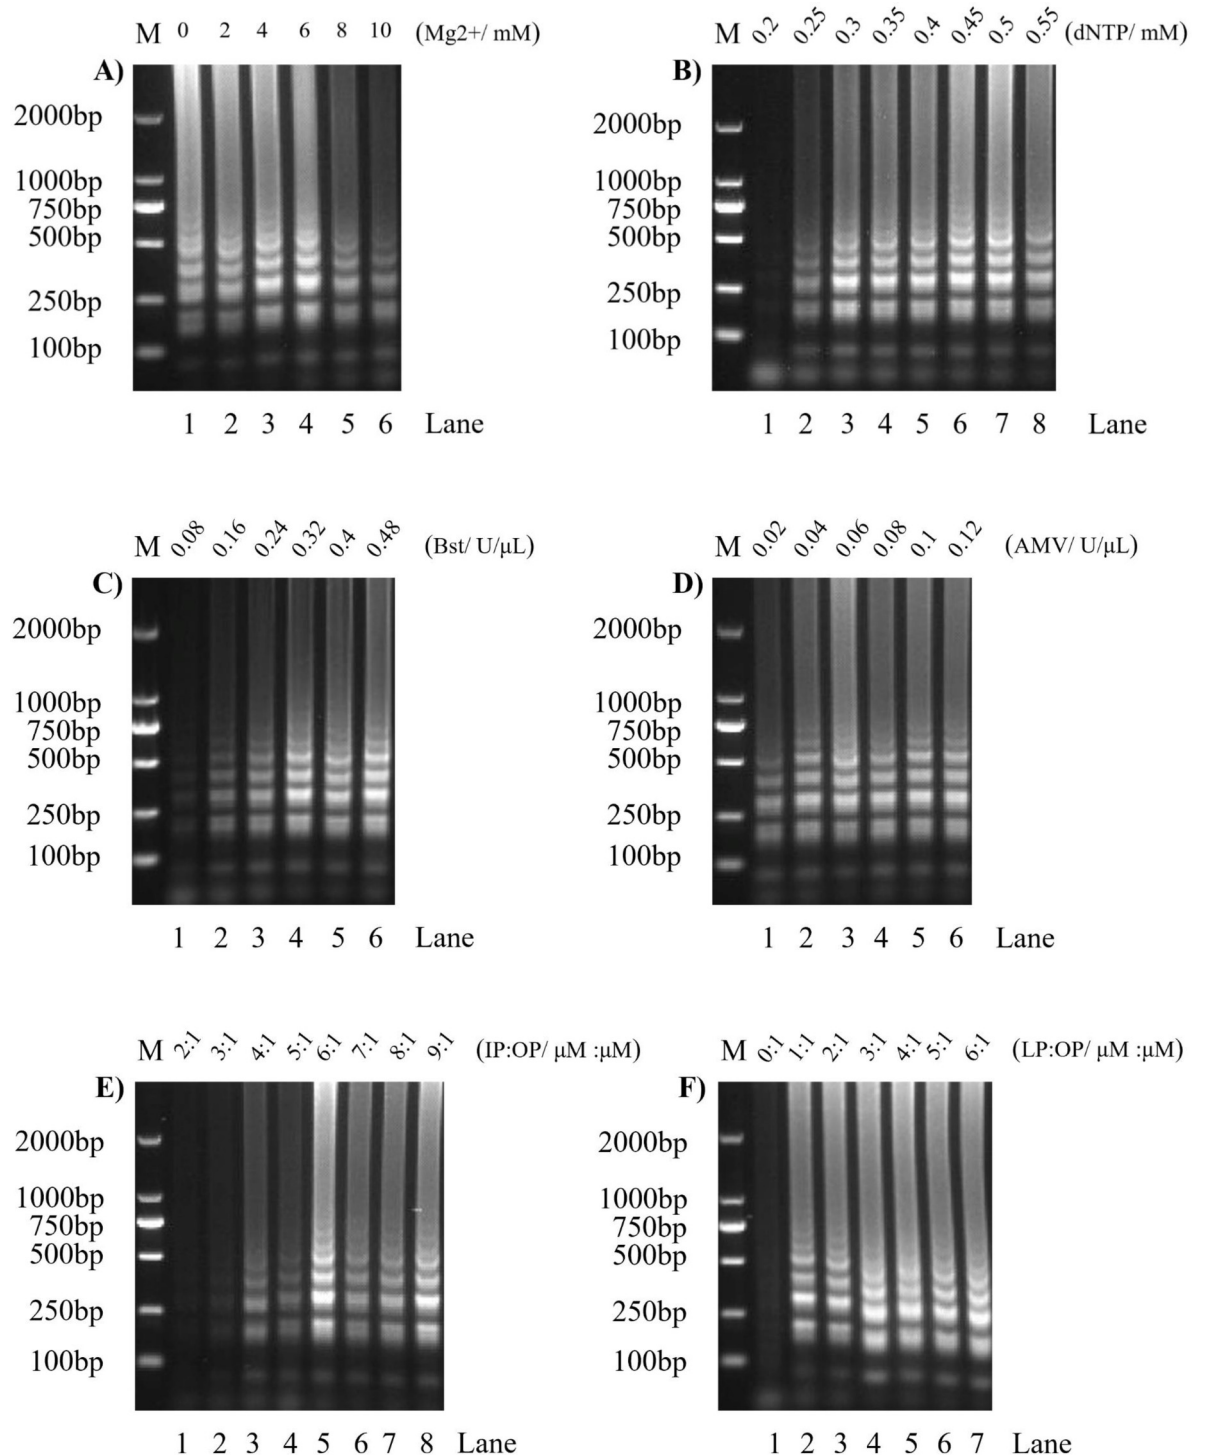 M 0 2 4 6 8 10 (Mg2+/ mM)
A)
2000bp
1000bp
750bp
500bp
250bp
100bp
1 2 3 4 5 6 Lane
M 0.2 0.25 0.3 0.35 0.4 0.45 0.5 0.55 (dNTP/ mM)
B)
2000bp
1000bp
750bp
500bp
250bp
100bp
1 2 3 4 5 6 7 8 Lane
M 0.08 0.16 0.24 0.32 0.4 0.48 (Bst/ U/μL)
C)
2000bp
1000bp
750bp
500bp
250bp
100bp
1 2 3 4 5 6 Lane
M 0.02 0.04 0.06 0.08 0.1 0.12 (AMV/ U/μL)
D)
2000bp
1000bp
750bp
500bp
250bp
100bp
1 2 3 4 5 6 Lane
M 2:1 3:1 4:1 5:1 6:1 7:1 8:1 9:1 (IP:OP/ μM :μM)
E)
2000bp
1000bp
750bp
500bp
250bp
100bp
1 2 3 4 5 6 7 8 Lane
M 0:1 1:1 2:1 3:1 4:1 5:1 6:1 (LP:OP/ μM :μM)
F)
2000bp
1000bp
750bp
500bp
250bp
100bp
1 2 3 4 5 6 7 Lane